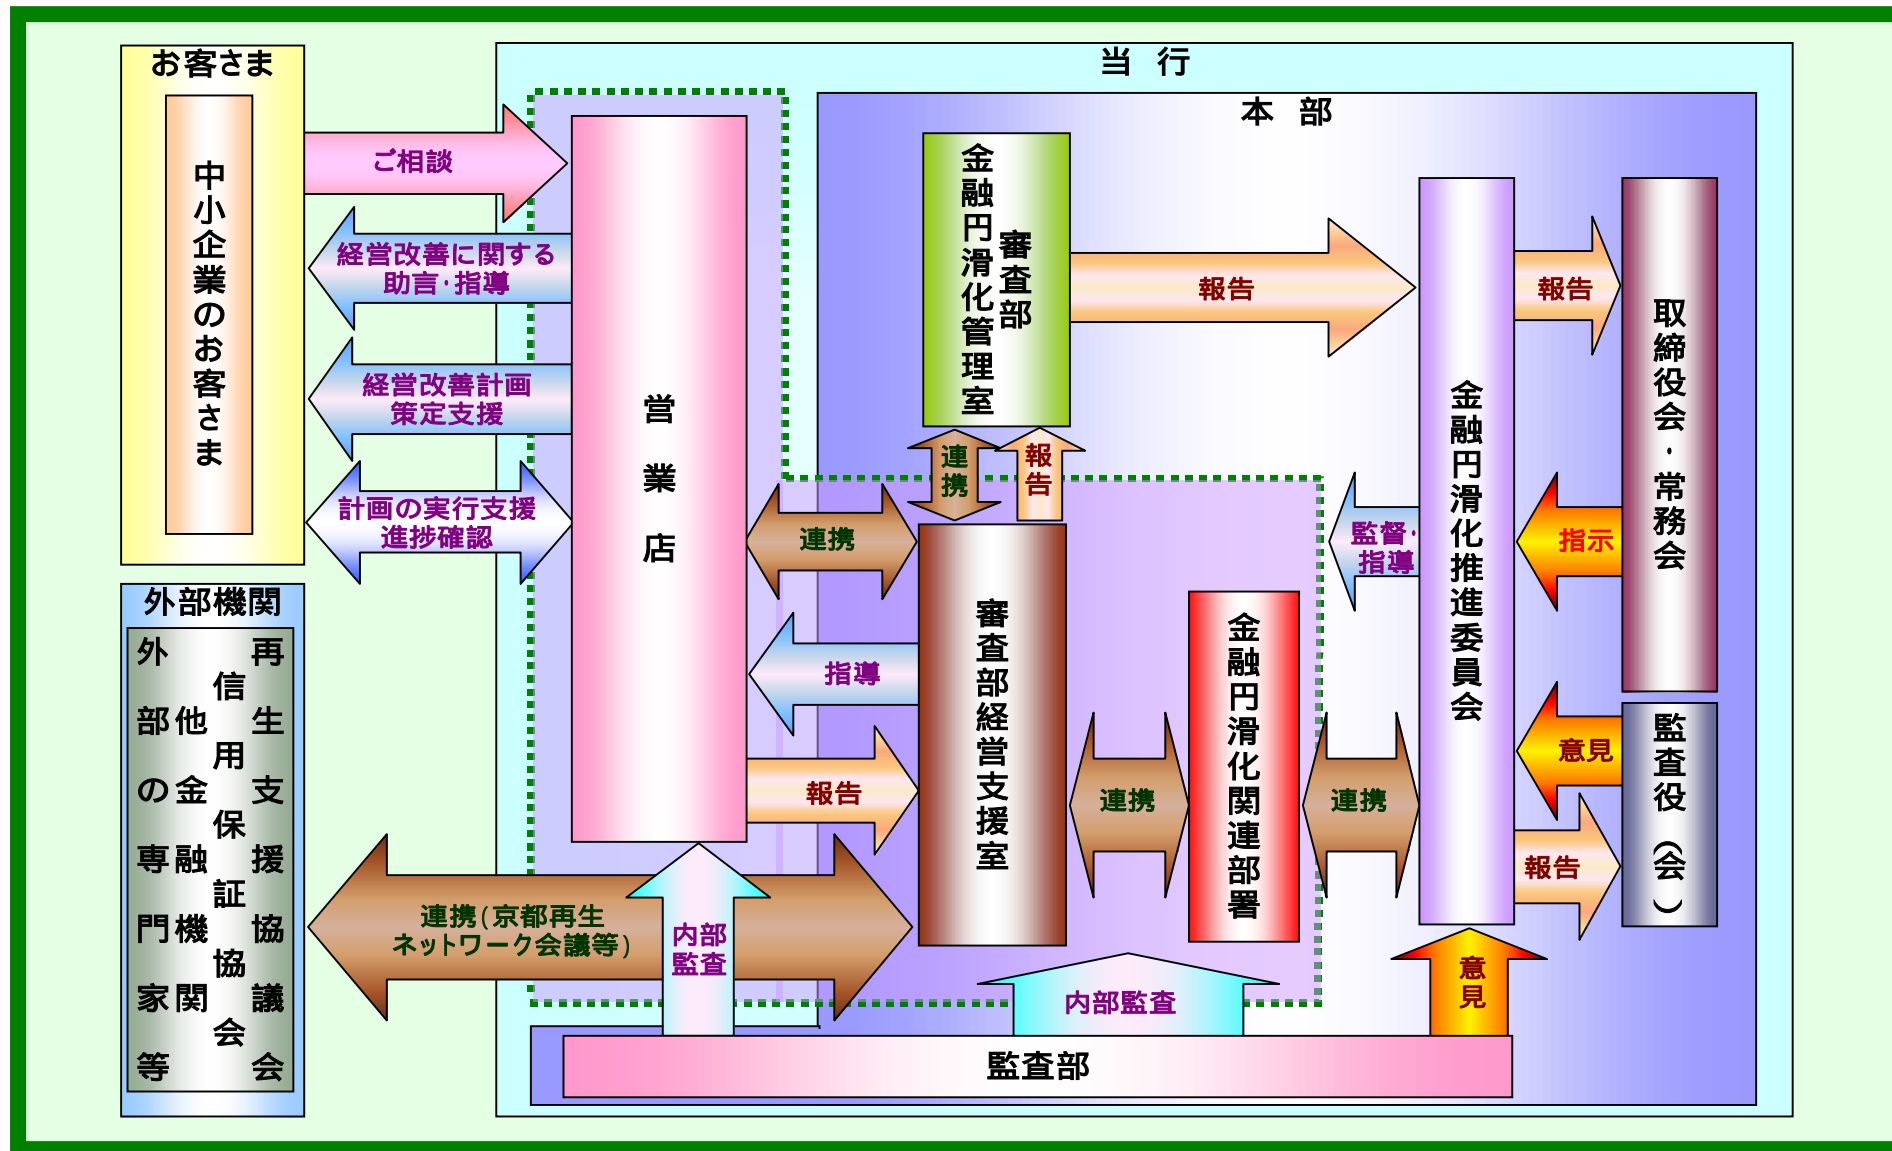 お客さま
中小企業のお客さま
外部機関
再生支援協議会
信用保証協会
他金融機関
外部の専門家等
当 行
本 部
ご相談
経営改善に関する
助言・指導
経営改善計画
策定支援
計画の実行支援
進捗確認
連携(京都再生
ネットワーク会議等)
営業店
連携
指導
報告
内部
監査
審査部
金融円滑化管理室
連携
報告
審査部経営支援室
連携
金融円滑化関連部署
連携
内部監査
報告
監督・
指導
金融円滑化推進委員会
報告
指示
意見
報告
意見
取締役会・常務会
監査役(会)
監査部